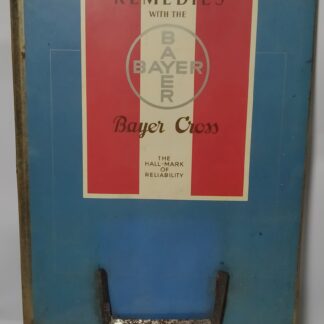 REMEDIES
WITH THE
BAYER
BAYER
Bayer Cross
THE
HALL-MARK
OF
RELIABILITY